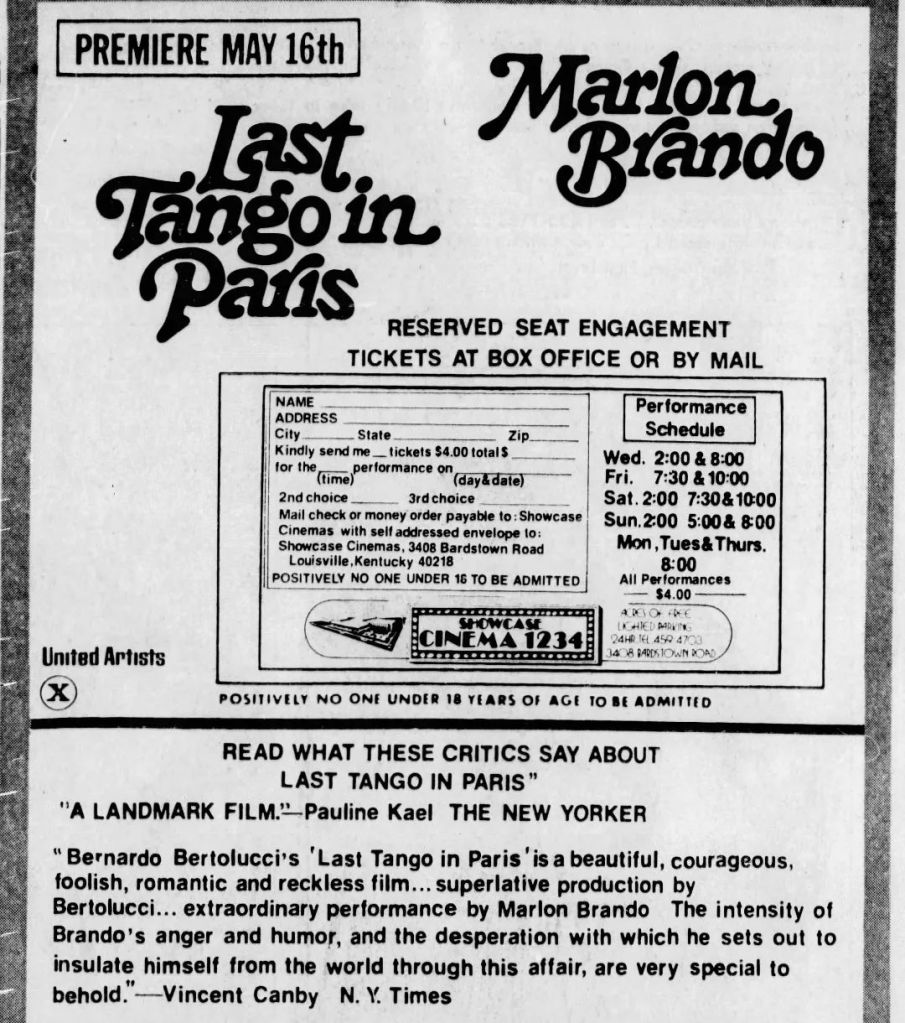 PREMIERE MAY 16th
Marlon
Brando
Last
Tango in
Paris
RESERVED SEAT ENGAGEMENT
TICKETS AT BOX OFFICE OR BY MAIL
NAME
ADDRESS
City State Zip
Kindly send me tickets $4.00 total $
for the performance on
(time) (day & date)
2nd choice 3rd choice
Mail check or money order payable to: Showcase
Cinemas with self addressed envelope to:
Showcase Cinemas, 3408 Bardstown Road
Louisville, Kentucky 40218
POSITIVELY NO ONE UNDER 18 TO BE ADMITTED
Performance
Schedule
Wed. 2:00 & 8:00
Fri. 7:30 & 10:00
Sat. 2:00 7:30 & 10:00
Sun. 2:00 5:00 & 8:00
Mon, Tues & Thurs.
8:00
All Performances
$4.00
SHOWCASE
CINEMA 1234
ACRES OF FREE
LIGHTED PARKING
24HR. TEL. 459-4703
3408 BARDSTOWN ROAD
United Artists
X
POSITIVELY NO ONE UNDER 18 YEARS OF AGE TO BE ADMITTED
READ WHAT THESE CRITICS SAY ABOUT
LAST TANGO IN PARIS"
"A LANDMARK FILM."—Pauline Kael THE NEW YORKER
"Bernardo Bertolucci's 'Last Tango in Paris' is a beautiful, courageous,
foolish, romantic and reckless film... superlative production by
Bertolucci... extraordinary performance by Marlon Brando The intensity of
Brando's anger and humor, and the desperation with which he sets out to
insulate himself from the world through this affair, are very special to
behold."—Vincent Canby N. Y. Times